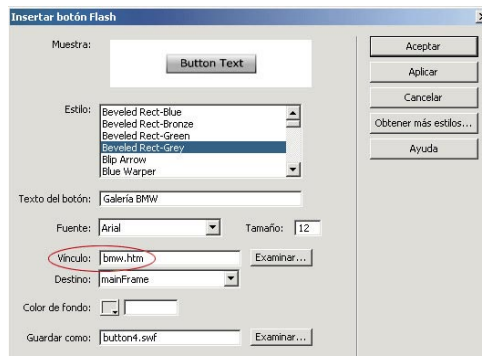 Insertar botón Flash
Muestra:
Button Text
Estilo:
Beveled Rect-Blue
Beveled Rect-Bronze
Beveled Rect-Green
Beveled Rect-Grey
Blip Arrow
Blue Warper
Texto del botón: Galería BMW
Fuente: Arial Tamaño: 12
Vínculo: bmw.htm Examinar...
Destino: mainFrame
Color de fondo:
Guardar como: button4.swf Examinar...
Aceptar
Aplicar
Cancelar
Obtener más estilos...
Ayuda